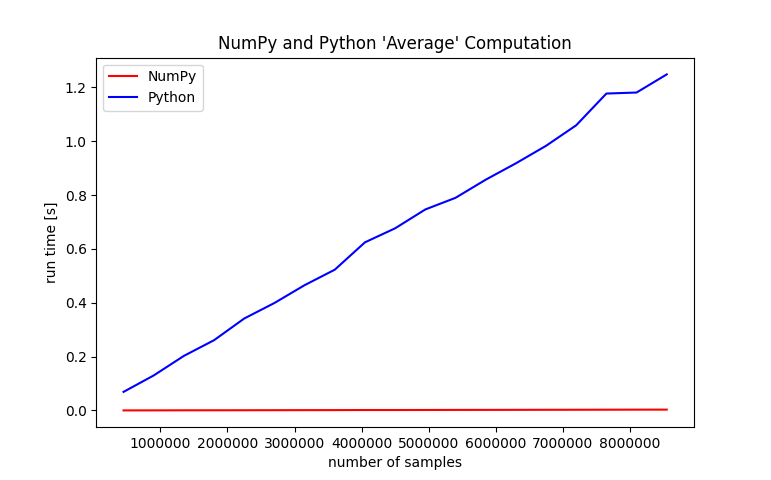 NumPy and Python 'Average' Computation
NumPy
Python
run time [s]
1.2
1.0
0.8
0.6
0.4
0.2
0.0
1000000 2000000 3000000 4000000 5000000 6000000 7000000 8000000
number of samples